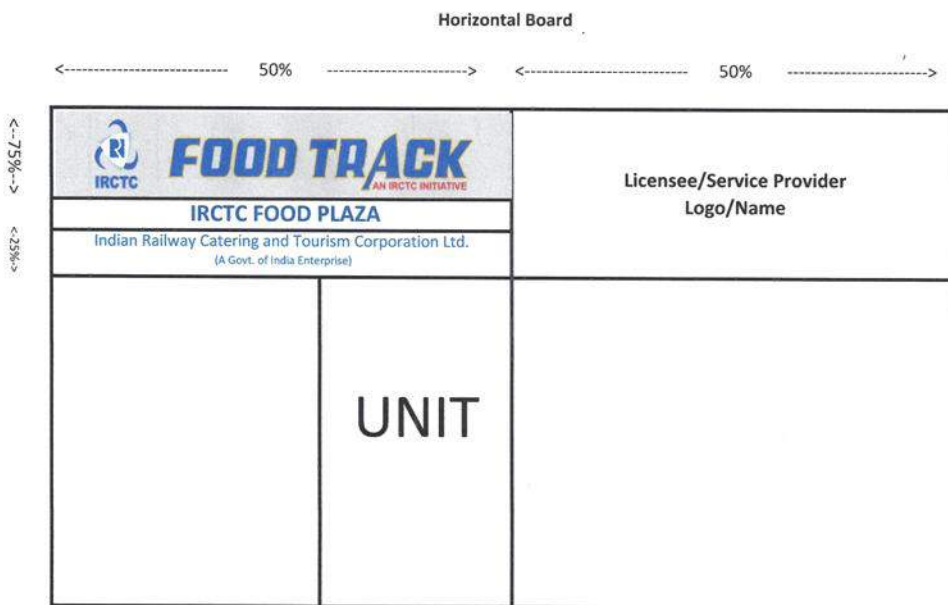 Horizontal Board
<---------------------- 50% ---------------------->
<------------------------ 50% ---------------------->
<--75%-->
<-25%->
IRCTC
FOOD TRACK
AN IRCTC INITIATIVE
IRCTC FOOD PLAZA
Indian Railway Catering and Tourism Corporation Ltd.
(A Govt. of India Enterprise)
Licensee/Service Provider
Logo/Name
UNIT